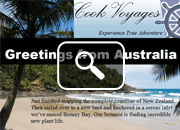 Cook Voyages
Experience True Adventure
Greetings from Australia
Just finished mapping the complete coastline of New Zealand.
Then sailed over to a new land and anchored in a serene inlet
we've named Botany Bay. Our botanist is finding incredible
new plant life.